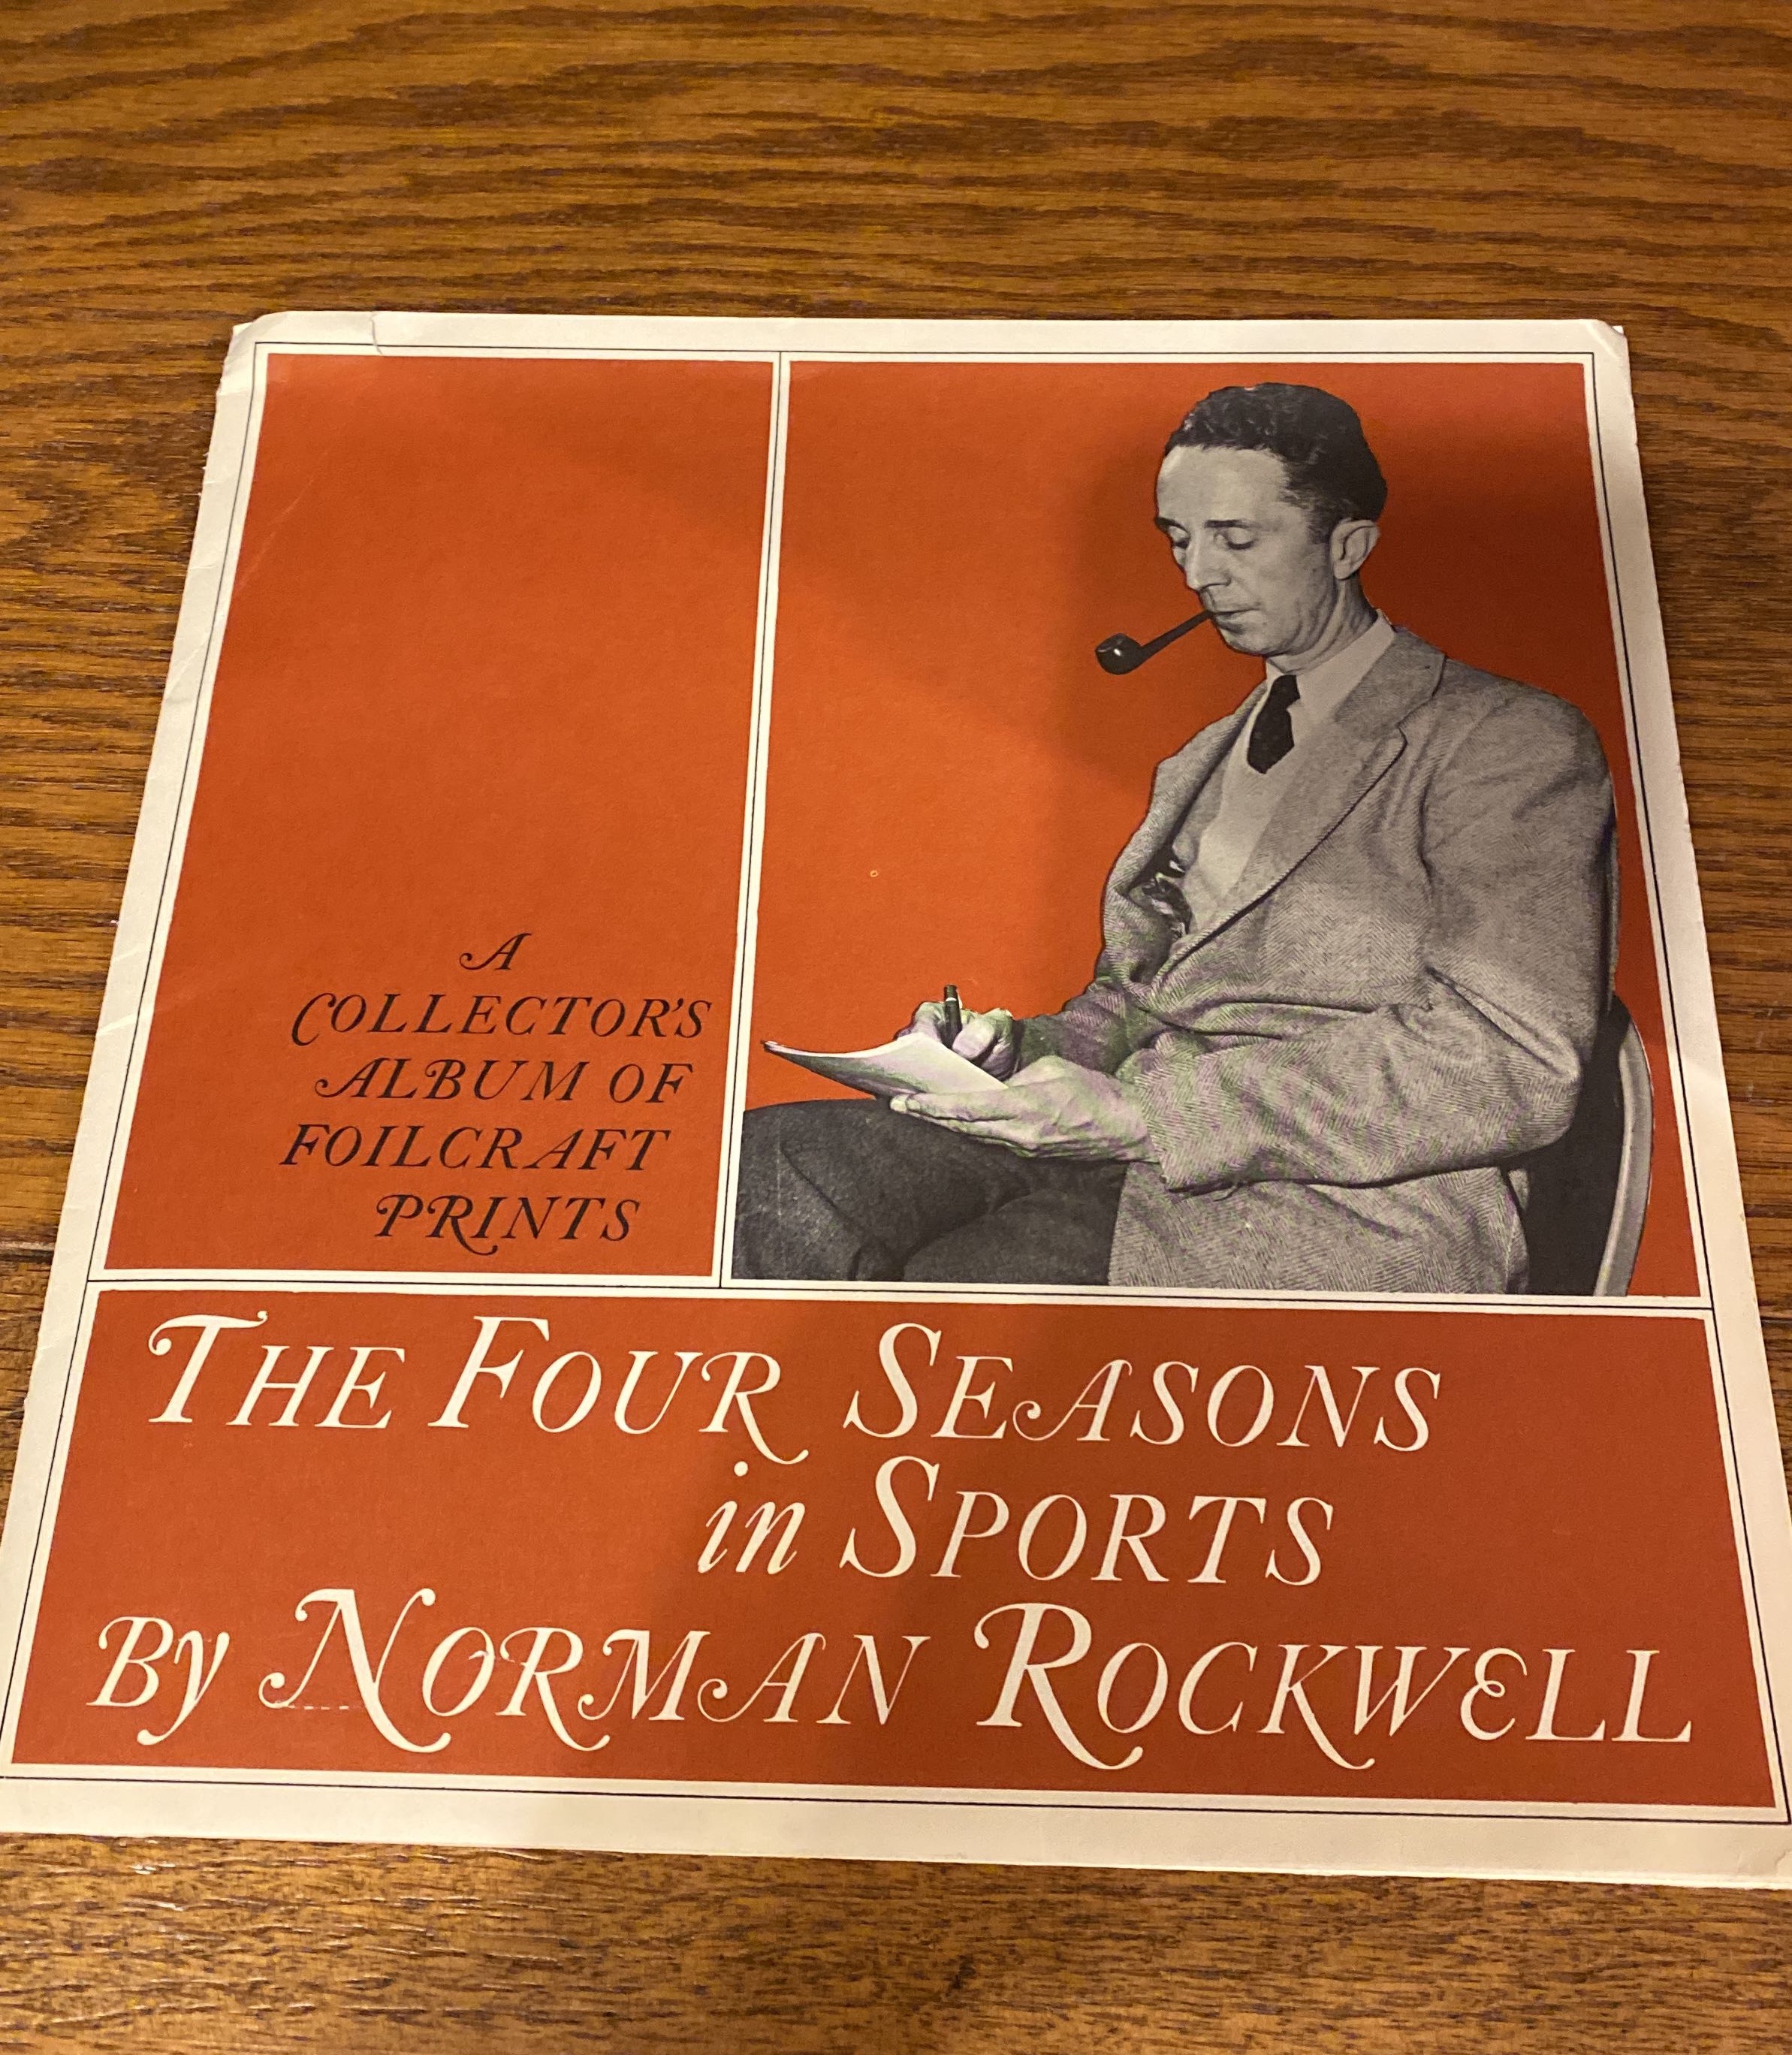 A
COLLECTOR'S
ALBUM OF
FOILCRAFT
PRINTS
THE FOUR SEASONS
in SPORTS
By NORMAN ROCKWELL